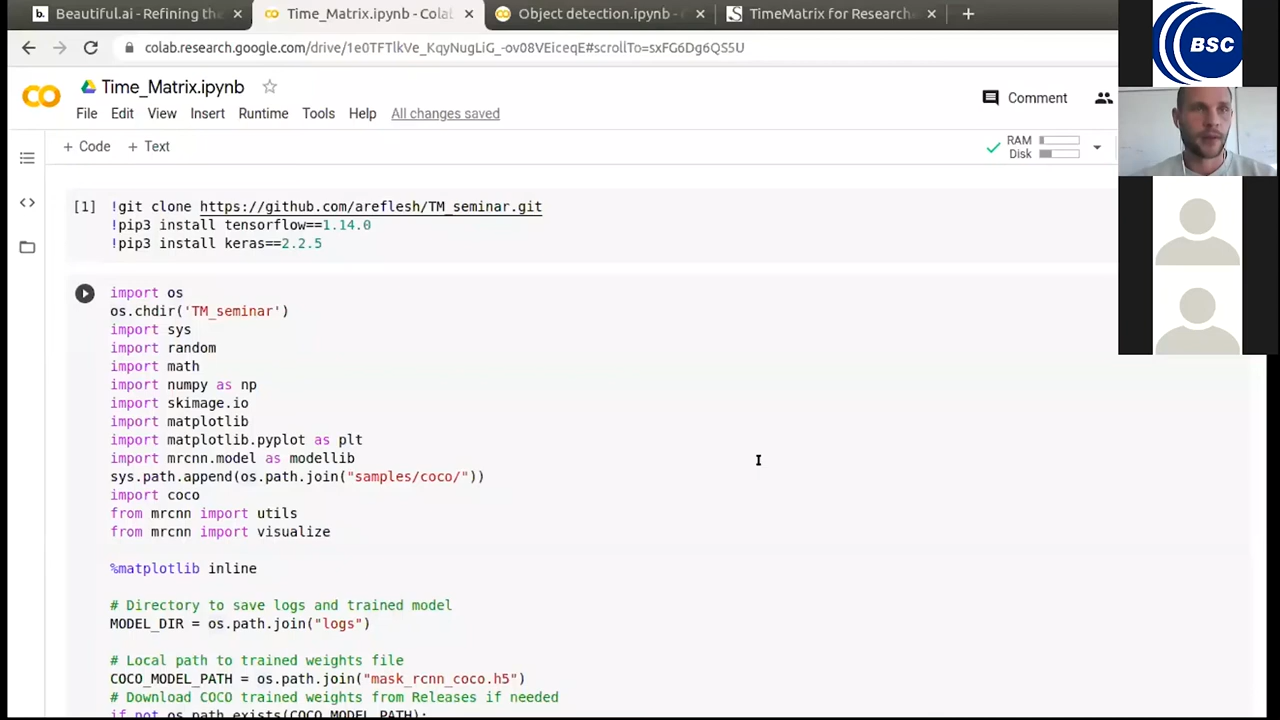 Beautiful.ai - Refining the
Time_Matrix.ipynb - Colab
Object detection.ipynb - C
TimeMatrix for Research
colab.research.google.com/drive/1e0TFTlkVe_KqyNugLiG_-ov08VEiceqE#scrollTo=sxFG6Dg6QS5U
BSC
Time_Matrix.ipynb
File Edit View Insert Runtime Tools Help All changes saved
Comment
+ Code + Text
RAM
Disk
[1] !git clone https://github.com/areflesh/TM_seminar.git
!pip3 install tensorflow==1.14.0
!pip3 install keras==2.2.5
import os
os.chdir('TM_seminar')
import sys
import random
import math
import numpy as np
import skimage.io
import matplotlib
import matplotlib.pyplot as plt
import mrcnn.model as modellib
sys.path.append(os.path.join("samples/coco/"))
import coco
from mrcnn import utils
from mrcnn import visualize
%matplotlib inline
# Directory to save logs and trained model
MODEL_DIR = os.path.join("logs")
# Local path to trained weights file
COCO_MODEL_PATH = os.path.join("mask_rcnn_coco.h5")
# Download COCO trained weights from Releases if needed
if not os.path.exists(COCO_MODEL_PATH):